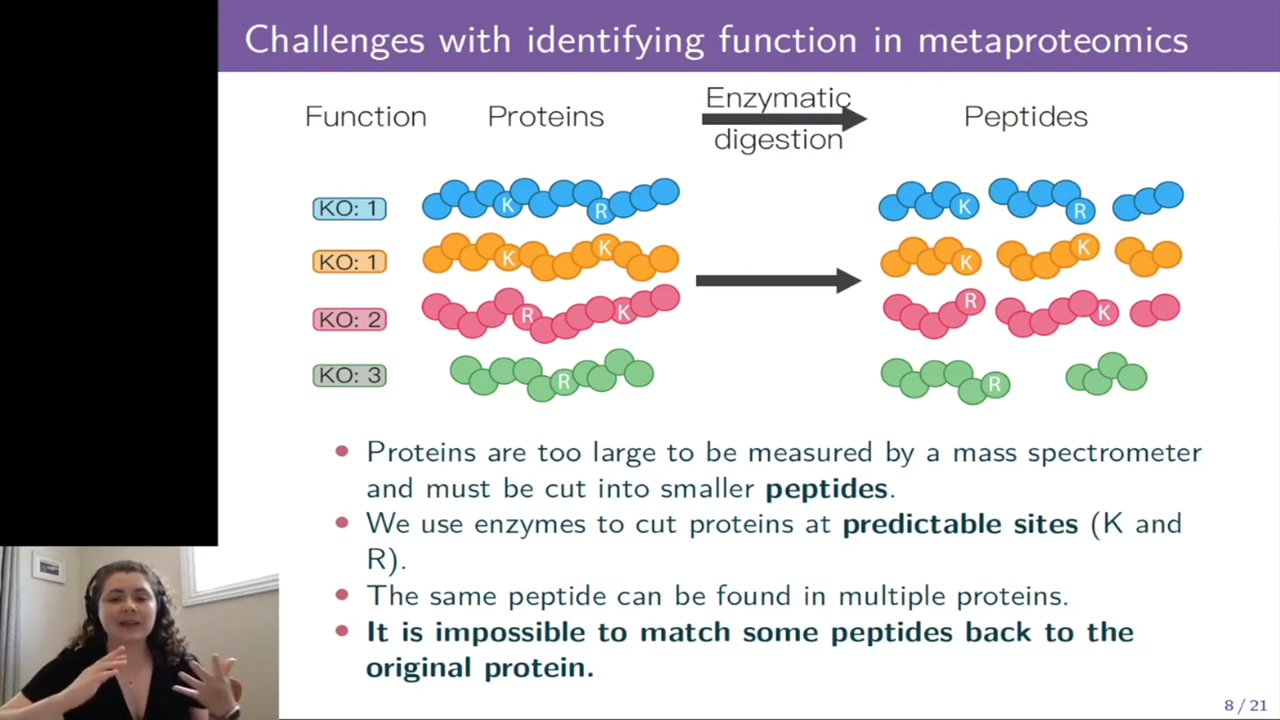 Challenges with identifying function in metaproteomics
Function
Proteins
Enzymatic
digestion
Peptides
KO: 1
K
R
K
R
KO: 1
K
K
K
K
KO: 2
R
K
R
K
KO: 3
R
R
Proteins are too large to be measured by a mass spectrometer
and must be cut into smaller peptides.
We use enzymes to cut proteins at predictable sites (K and
R).
The same peptide can be found in multiple proteins.
It is impossible to match some peptides back to the
original protein.
8 / 21